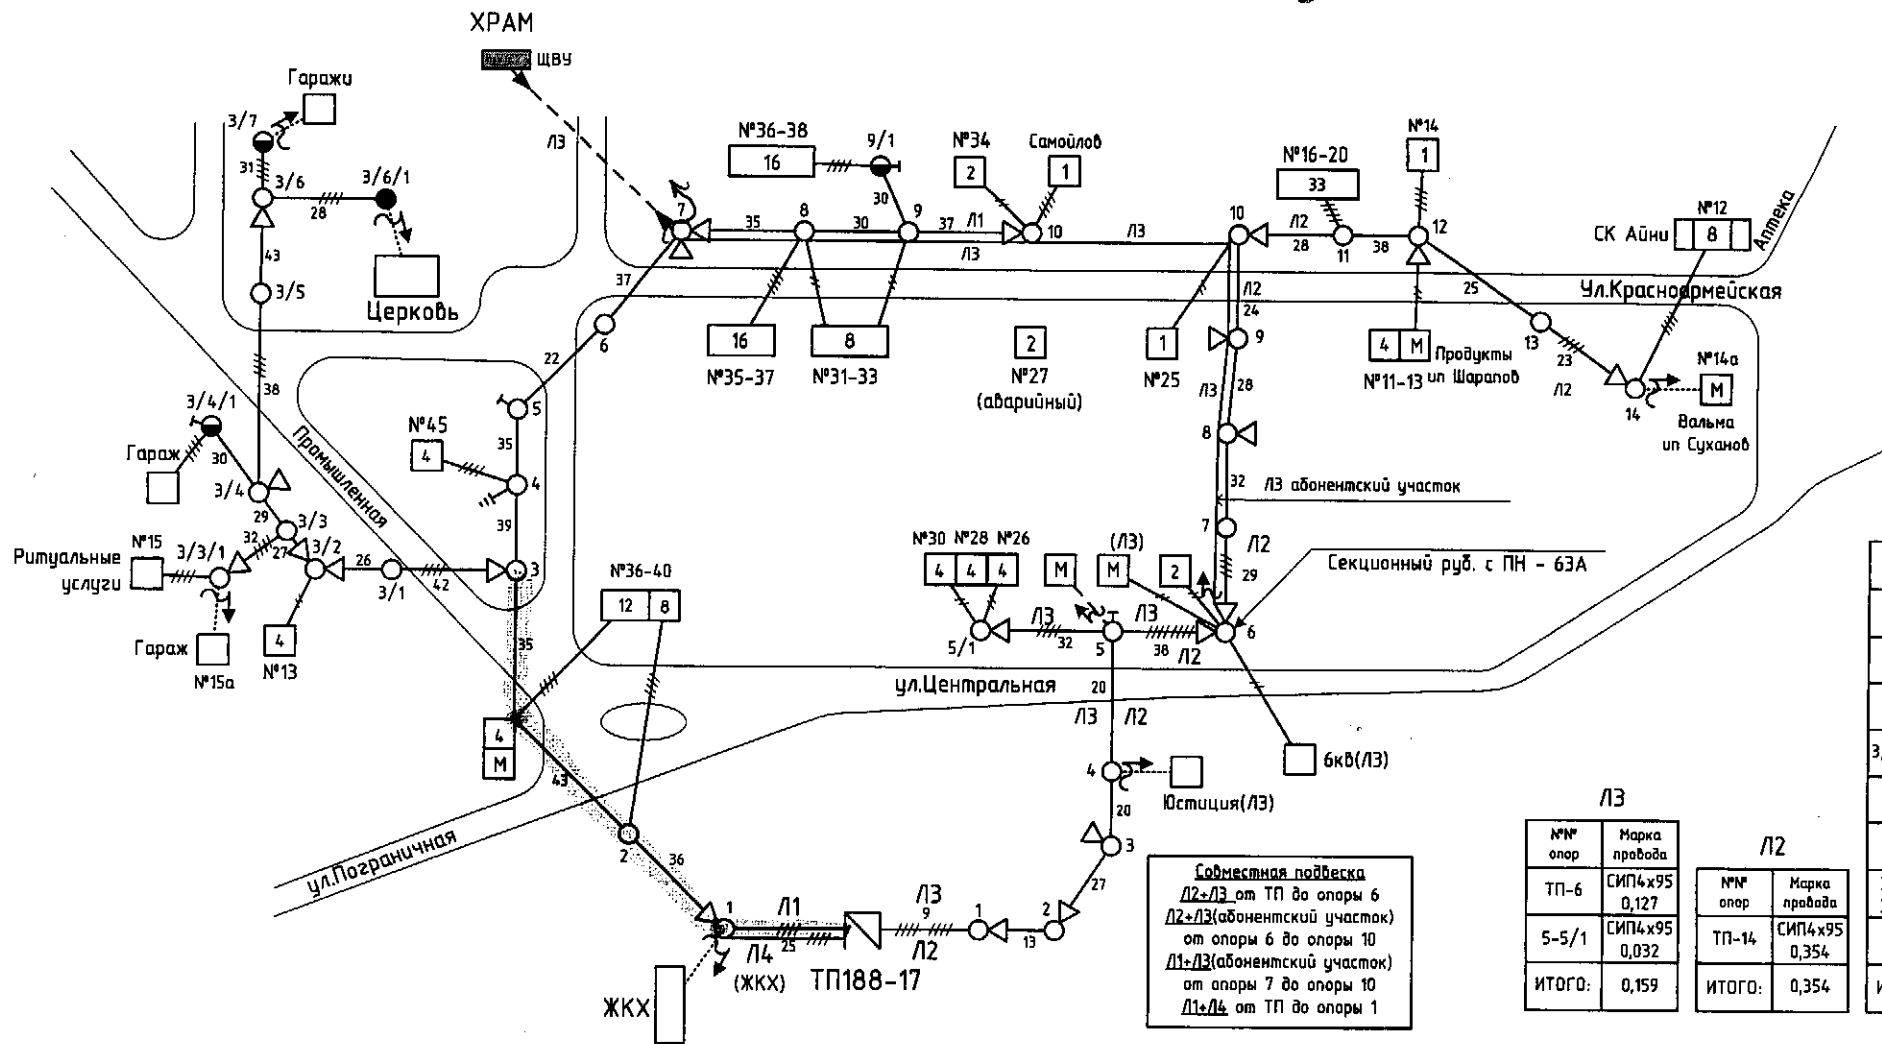 ХРАМ
ЩВУ
Л3
Гаражи
3/7
31
3/6
28
3/6/1
Церковь
43
3/5
38
3/4/1
Гараж
30
3/4
29
3/3
32
27
3/3/1
3/2
№15
Ритуальные
услуги
Гараж
№15а
4
№13
26
3/1
42
3
Промышленная
№45
4
4
35
5
39
22
6
37
7
35
8
30
9
37
Л1
10
Л3
Л3
№36-38
16
9/1
30
№34
2
Самойлов
1
16
№35-37
8
№31-33
2
№27
(аварийный)
1
№25
10
Л2
28
11
38
12
№16-20
33
№14
1
СК Айни
№12
8
Аптека
Ул.Красноармейская
25
13
23
Л2
14
№14а
М
Вальма
ип Суханов
4
М
Продукты
ип Шарапов
№11-13
Л2
24
9
Л3
28
8
32
Л3 абонентский участок
7
Л2
29
Секционный руб. с ПН - 63А
№30
№28
№26
4
4
4
5/1
Л3
32
М
5
Л3
38
Л2
(Л3)
М
2
6
6кв(Л3)
ул.Центральная
20
Л3
Л2
4
Юстиция(Л3)
20
3
27
2
13
1
Л3
9
Л2
ТП188-17
Л1
25
Л4
(ЖКХ)
ЖКХ
1
36
2
43
4
М
35
№36-40
12
8
ул.Пограничная
Совместная подвеска
Л2+Л3 от ТП до опоры 6
Л2+Л3(абонентский участок)
от опоры 6 до опоры 10
Л1+Л3(абонентский участок)
от опоры 7 до опоры 10
Л1+Л4 от ТП до опоры 1
Л3
№№ опор
Марка провода
ТП-6
СИП4х95
0,127
5-5/1
СИП4х95
0,032
ИТОГО:
0,159
Л2
№№ опор
Марка провода
ТП-14
СИП4х95
0,354
ИТОГО:
0,354